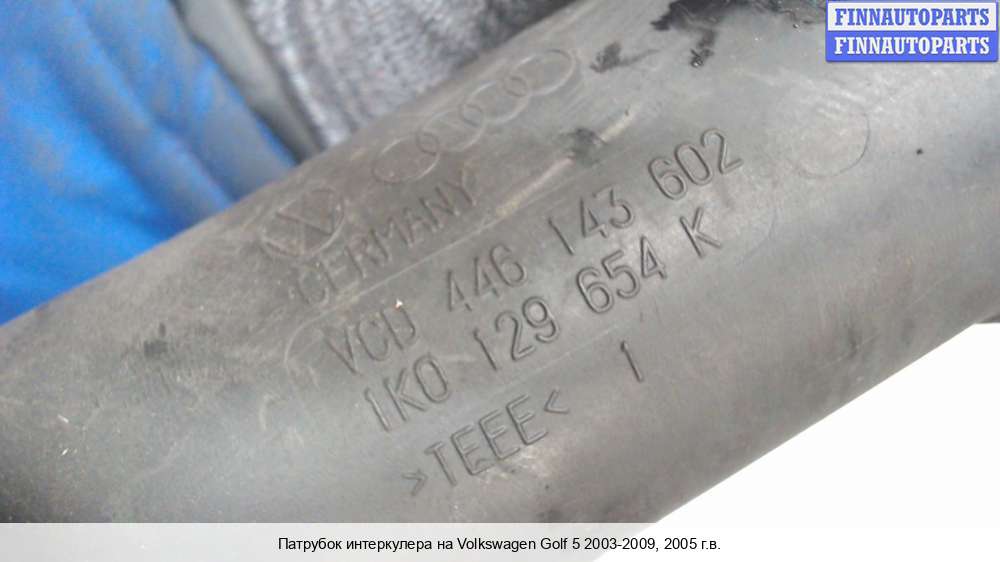 FINNAUTOPARTS
FINNAUTOPARTS
GERMANY
VCD 446 143 602
1K0 129 654 K
>TEEE< 1
Патрубок интеркулера на Volkswagen Golf 5 2003-2009, 2005 г.в.